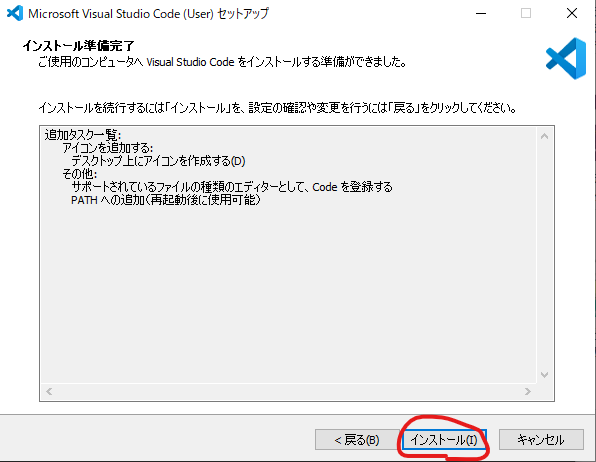 Microsoft Visual Studio Code (User) セットアップ
インストール準備完了
ご使用のコンピュータへ Visual Studio Code をインストールする準備ができました。
インストールを続行するには「インストール」を、設定の確認や変更を行うには「戻る」をクリックしてください。
追加タスク一覧:
アイコンを追加する:
デスクトップ上にアイコンを作成する(D)
その他:
サポートされているファイルの種類のエディターとして、Code を登録する
PATH への追加（再起動後に使用可能）
< 戻る(B)
インストール(I)
キャンセル